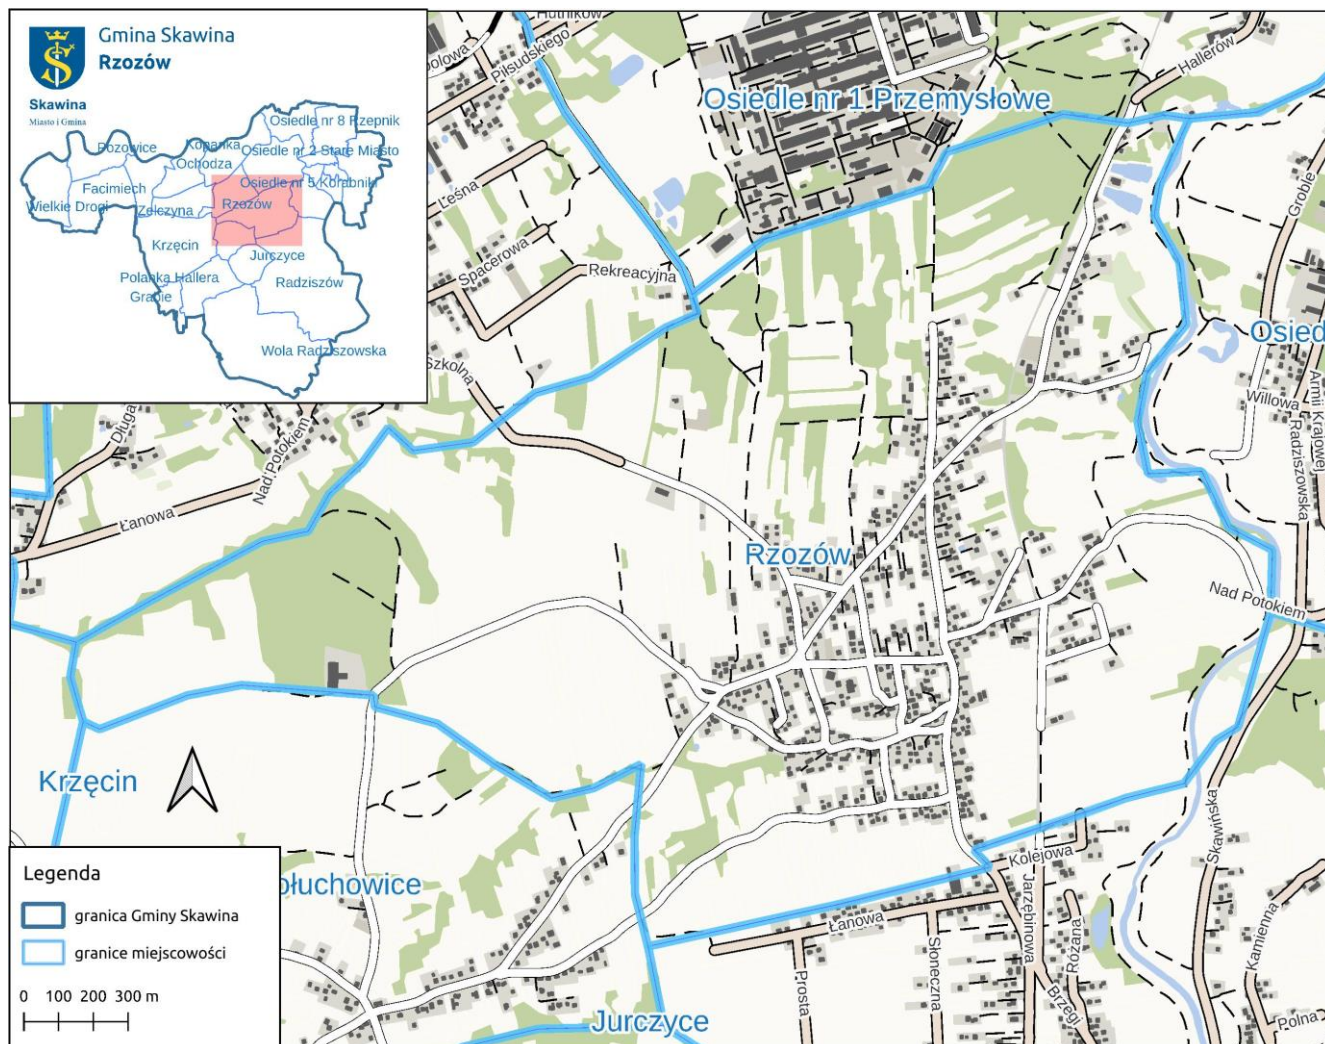 Gmina Skawina
Rzozów
Skawina
Miasto i Gmina
Osiedle nr 8 Rzepnik
Pozowice
Kopanka
Osiedle nr 2 Stare Miasto
Ochodza
Facimiech
Osiedle nr 5 Korabniki
Wielkie Drogi
Zelczyna
Rzozów
Krzęcin
Jurczyce
Polanka Hallera
Radziszów
Grabie
Wola Radziszowska
Hutników
Piłsudskiego
Hallerów
Osiedle nr 1 Przemysłowe
Leśna
Groble
Spacerowa
Rekreacyjna
Osied
Szkolna
Willowa
Armii Krajowej
Długa
Nad Potokiem
Radziszowska
Łanowa
Rzozów
Nad Potokiem
Krzęcin
Skawińska
Kolejowa
ołuchowice
Łanowa
Jarzębinowa
Różana
Słoneczna
Kamienna
Prosta
Brzegi
Jurczyce
Polna
Legenda
granica Gminy Skawina
granice miejscowości
0 100 200 300 m